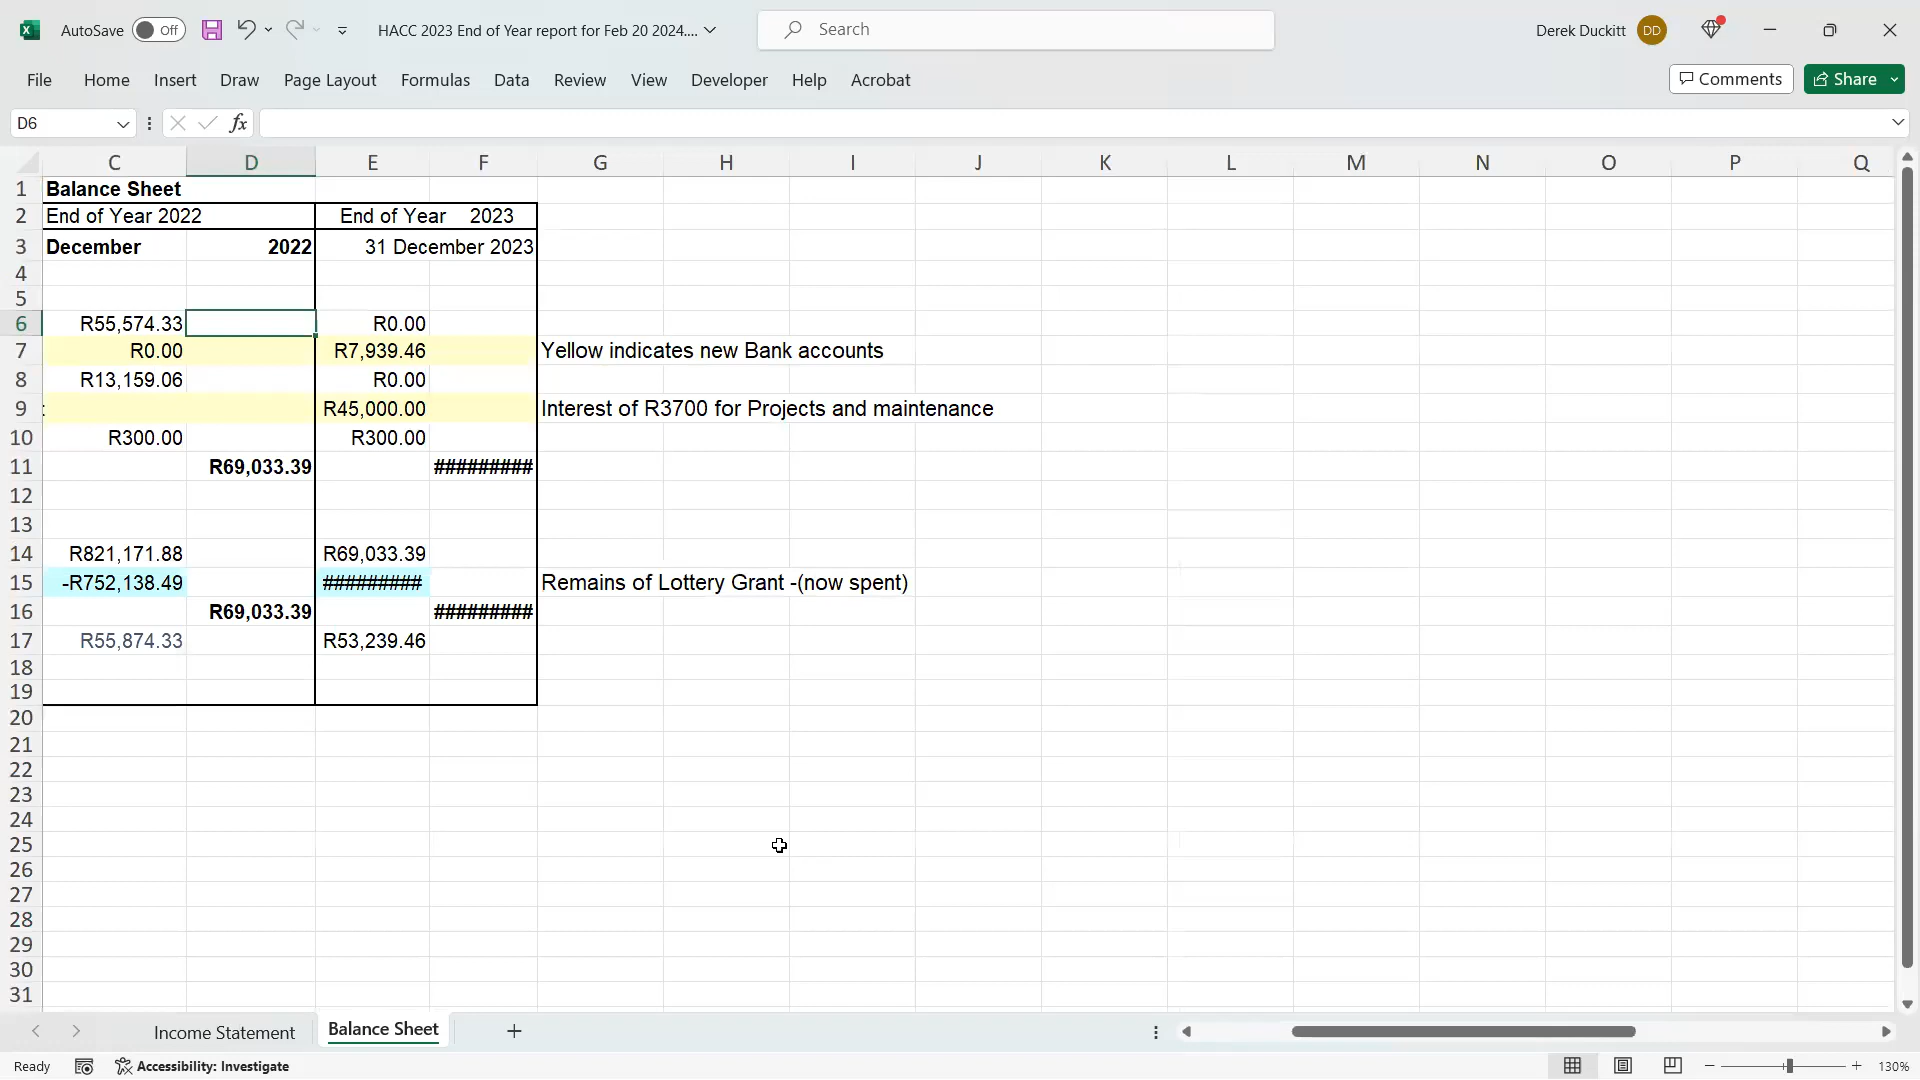 AutoSave Off HACC 2023 End of Year report for Feb 20 2024.... Search Derek Duckitt DD
File Home Insert Draw Page Layout Formulas Data Review View Developer Help Acrobat Comments Share
D6 fx
C D E F G H I J K L M N O P Q
1 Balance Sheet
2 End of Year 2022 End of Year 2023
3 December 2022 31 December 2023
4
5
6 R55,574.33 R0.00
7 R0.00 R7,939.46 Yellow indicates new Bank accounts
8 R13,159.06 R0.00
9 : R45,000.00 Interest of R3700 for Projects and maintenance
10 R300.00 R300.00
11 R69,033.39 #########
12
13
14 R821,171.88 R69,033.39
15 -R752,138.49 ######### Remains of Lottery Grant -(now spent)
16 R69,033.39 #########
17 R55,874.33 R53,239.46
18
19
20
21
22
23
24
25
26
27
28
29
30
31
Income Statement Balance Sheet +
Ready Accessibility: Investigate 130%